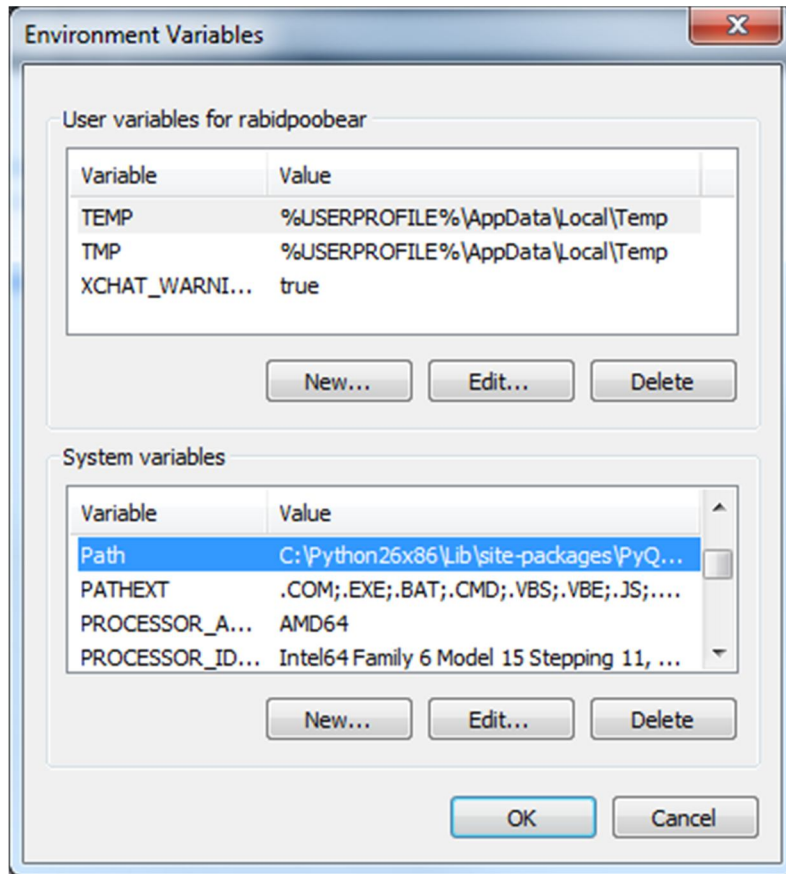 Environment Variables
User variables for rabidpoobear
Variable Value
TEMP %USERPROFILE%\AppData\Local\Temp
TMP %USERPROFILE%\AppData\Local\Temp
XCHAT_WARNI... true
New... Edit... Delete
System variables
Variable Value
Path C:\Python26x86\Lib\site-packages\PyQ...
PATHEXT .COM;.EXE;.BAT;.CMD;.VBS;.VBE;.JS;....
PROCESSOR_A... AMD64
PROCESSOR_ID... Intel64 Family 6 Model 15 Stepping 11, ...
New... Edit... Delete
OK Cancel